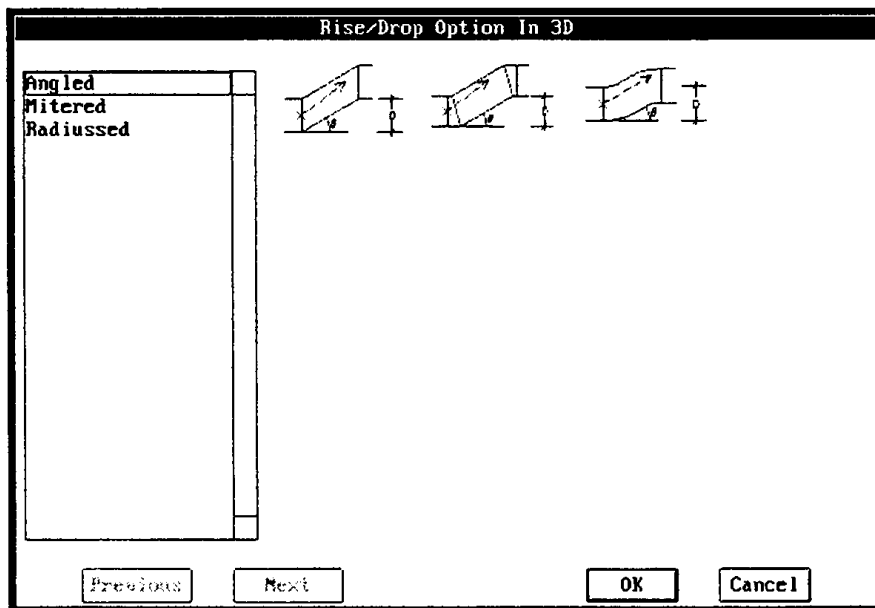 Rise/Drop Option In 3D
Angled
Mitered
Radiussed
D
β
D
β
D
β
Previous
Next
OK
Cancel